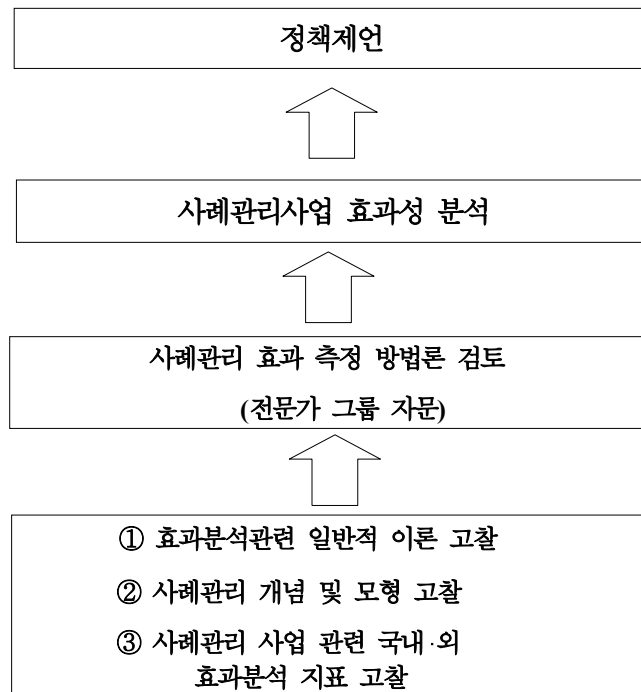 정책제언
사례관리사업 효과성 분석
사례관리 효과 측정 방법론 검토
(전문가 그룹 자문)
① 효과분석관련 일반적 이론 고찰
② 사례관리 개념 및 모형 고찰
③ 사례관리 사업 관련 국내·외
효과분석 지표 고찰